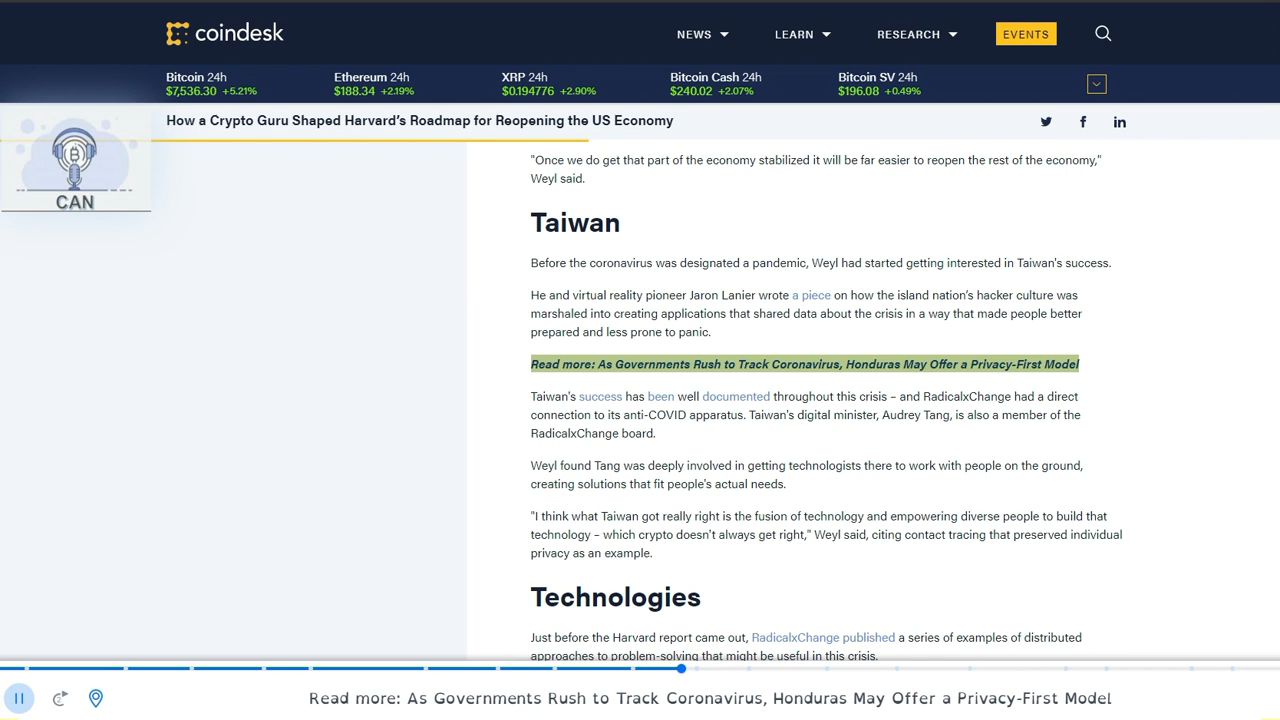 coindesk
NEWS LEARN RESEARCH EVENTS
Bitcoin 24h Ethereum 24h XRP 24h Bitcoin Cash 24h Bitcoin SV 24h
$7,536.30 +5.21% $188.34 +2.19% $0.194776 +2.90% $240.02 +2.07% $196.08 +0.49%
How a Crypto Guru Shaped Harvard’s Roadmap for Reopening the US Economy
CAN
"Once we do get that part of the economy stabilized it will be far easier to reopen the rest of the economy,"
Weyl said.
Taiwan
Before the coronavirus was designated a pandemic, Weyl had started getting interested in Taiwan's success.
He and virtual reality pioneer Jaron Lanier wrote a piece on how the island nation’s hacker culture was
marshaled into creating applications that shared data about the crisis in a way that made people better
prepared and less prone to panic.
Read more: As Governments Rush to Track Coronavirus, Honduras May Offer a Privacy-First Model
Taiwan's success has been well documented throughout this crisis – and RadicalxChange had a direct
connection to its anti-COVID apparatus. Taiwan's digital minister, Audrey Tang, is also a member of the
RadicalxChange board.
Weyl found Tang was deeply involved in getting technologists there to work with people on the ground,
creating solutions that fit people's actual needs.
"I think what Taiwan got really right is the fusion of technology and empowering diverse people to build that
technology – which crypto doesn't always get right," Weyl said, citing contact tracing that preserved individual
privacy as an example.
Technologies
Just before the Harvard report came out, RadicalxChange published a series of examples of distributed
approaches to problem-solving that might be useful in this crisis.
Read more: As Governments Rush to Track Coronavirus, Honduras May Offer a Privacy-First Model